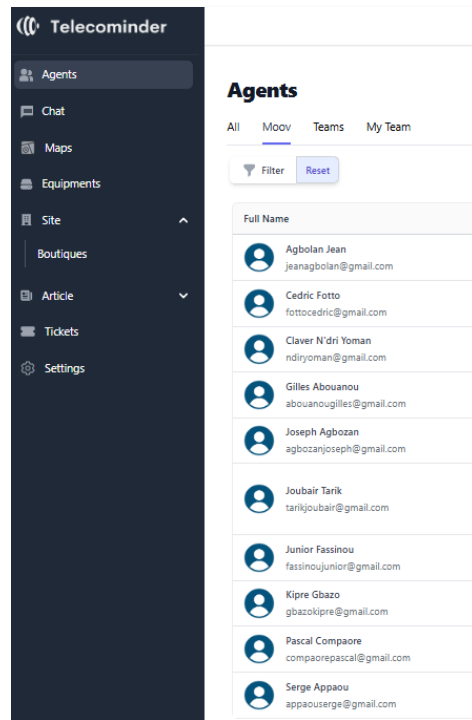 Telecominder
Agents
Chat
Maps
Equipments
Site
Boutiques
Article
Tickets
Settings
Agents
All Moov Teams My Team
Filter Reset
Full Name
Agbolan Jean
jeanagbolan@gmail.com
Cedric Fotto
fottocedric@gmail.com
Claver N'dri Yoman
ndiryoman@gmail.com
Gilles Abouanou
abouanougilles@gmail.com
Joseph Agbozan
agbozanjoseph@gmail.com
Joubair Tarik
tarikjoubair@gmail.com
Junior Fassinou
fassinoujunior@gmail.com
Kipre Gbazo
gbazokipre@gmail.com
Pascal Compaore
compaorepascal@gmail.com
Serge Appaou
appaouserge@gmail.com